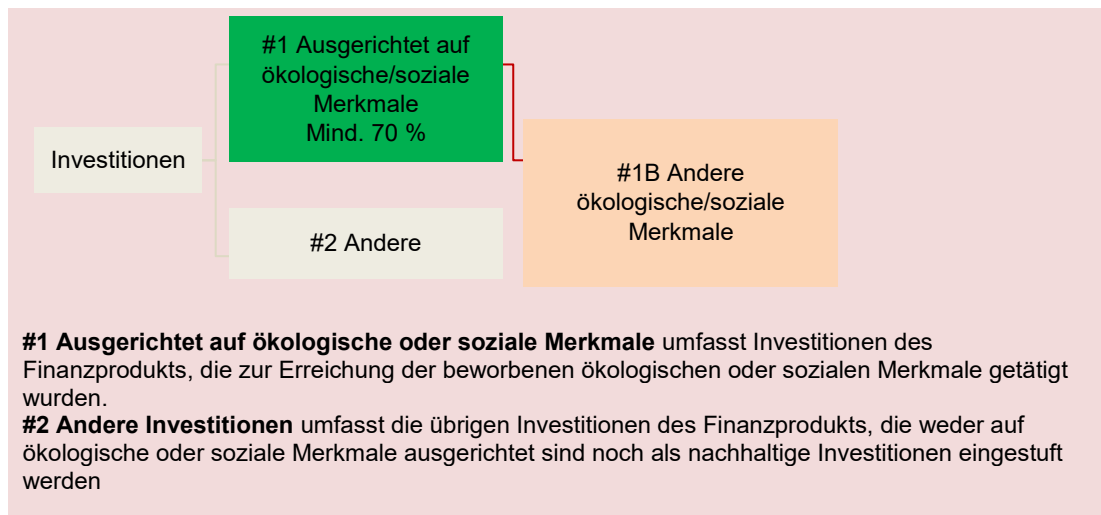 #1 Ausgerichtet auf
ökologische/soziale
Merkmale
Mind. 70 %
Investitionen
#1B Andere
ökologische/soziale
Merkmale
#2 Andere
#1 Ausgerichtet auf ökologische oder soziale Merkmale umfasst Investitionen des
Finanzprodukts, die zur Erreichung der beworbenen ökologischen oder sozialen Merkmale getätigt
wurden.
#2 Andere Investitionen umfasst die übrigen Investitionen des Finanzprodukts, die weder auf
ökologische oder soziale Merkmale ausgerichtet sind noch als nachhaltige Investitionen eingestuft
werden